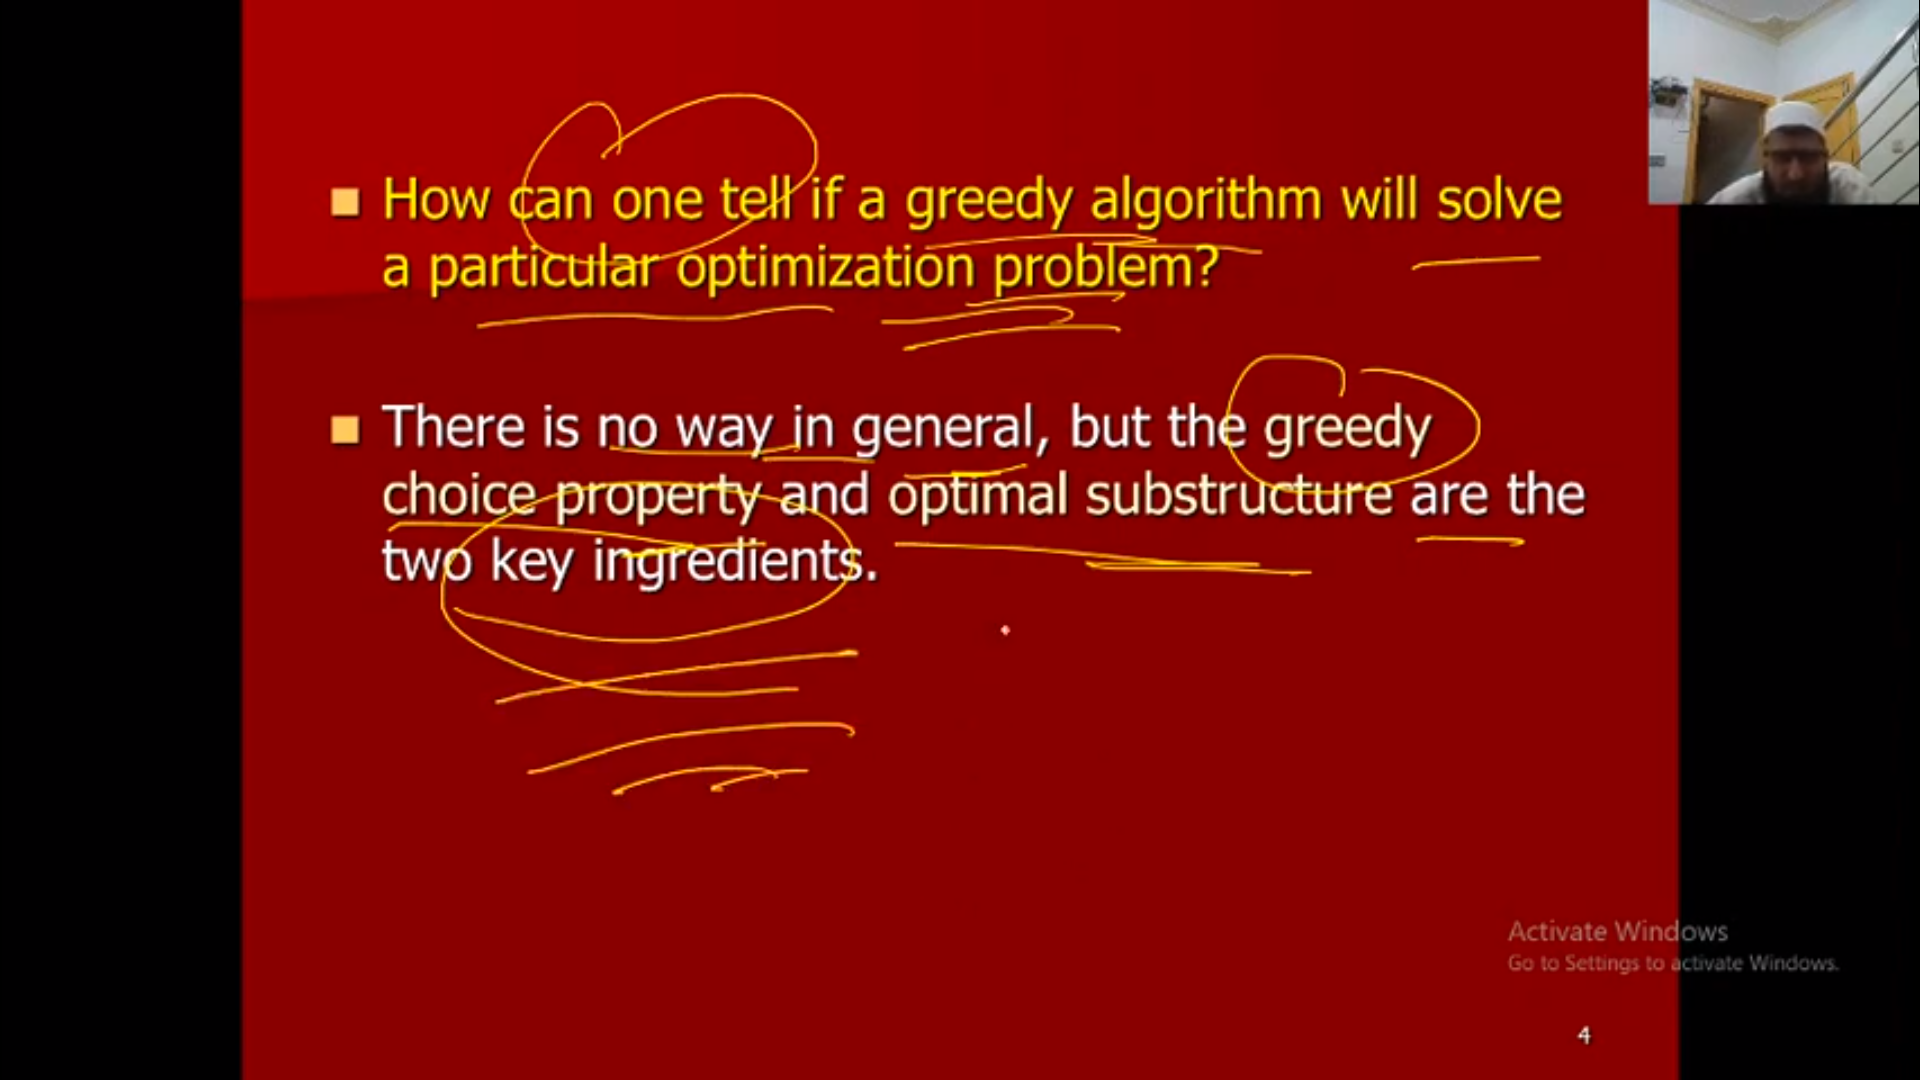 How can one tell if a greedy algorithm will solve
a particular optimization problem?
There is no way in general, but the greedy
choice property and optimal substructure are the
two key ingredients.
Activate Windows
Go to Settings to activate Windows.
4